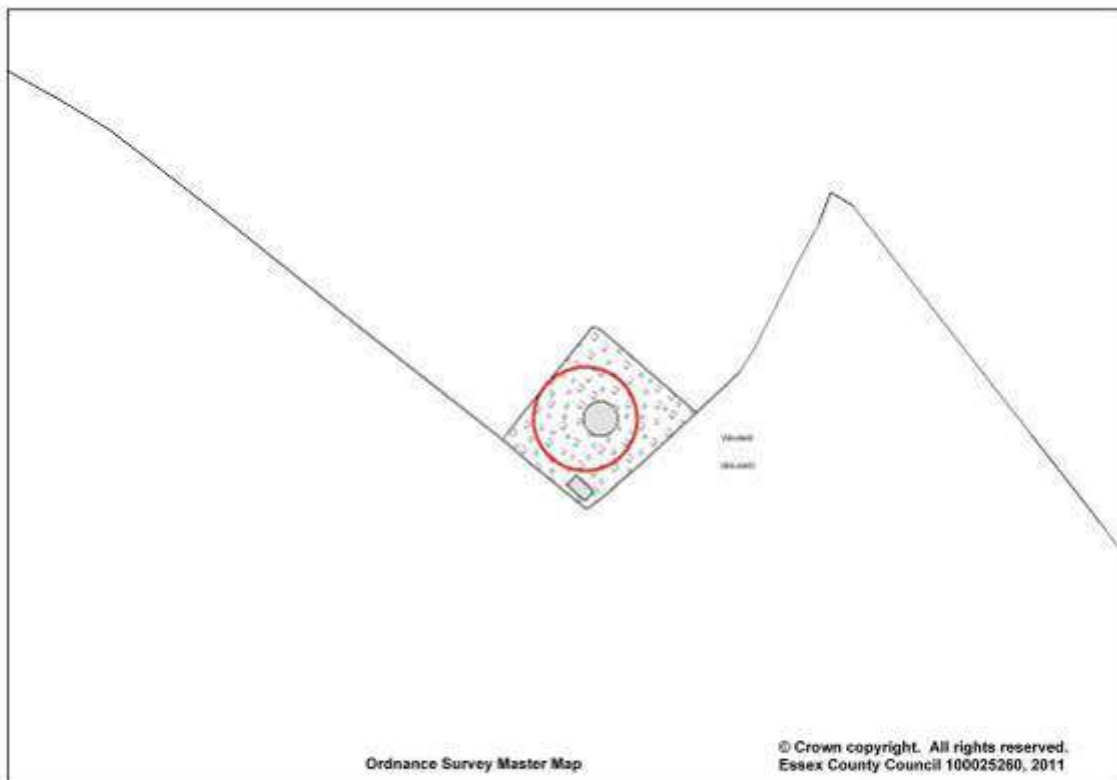 Ordnance Survey Master Map
© Crown copyright. All rights reserved.
Essex County Council 100025260, 2011